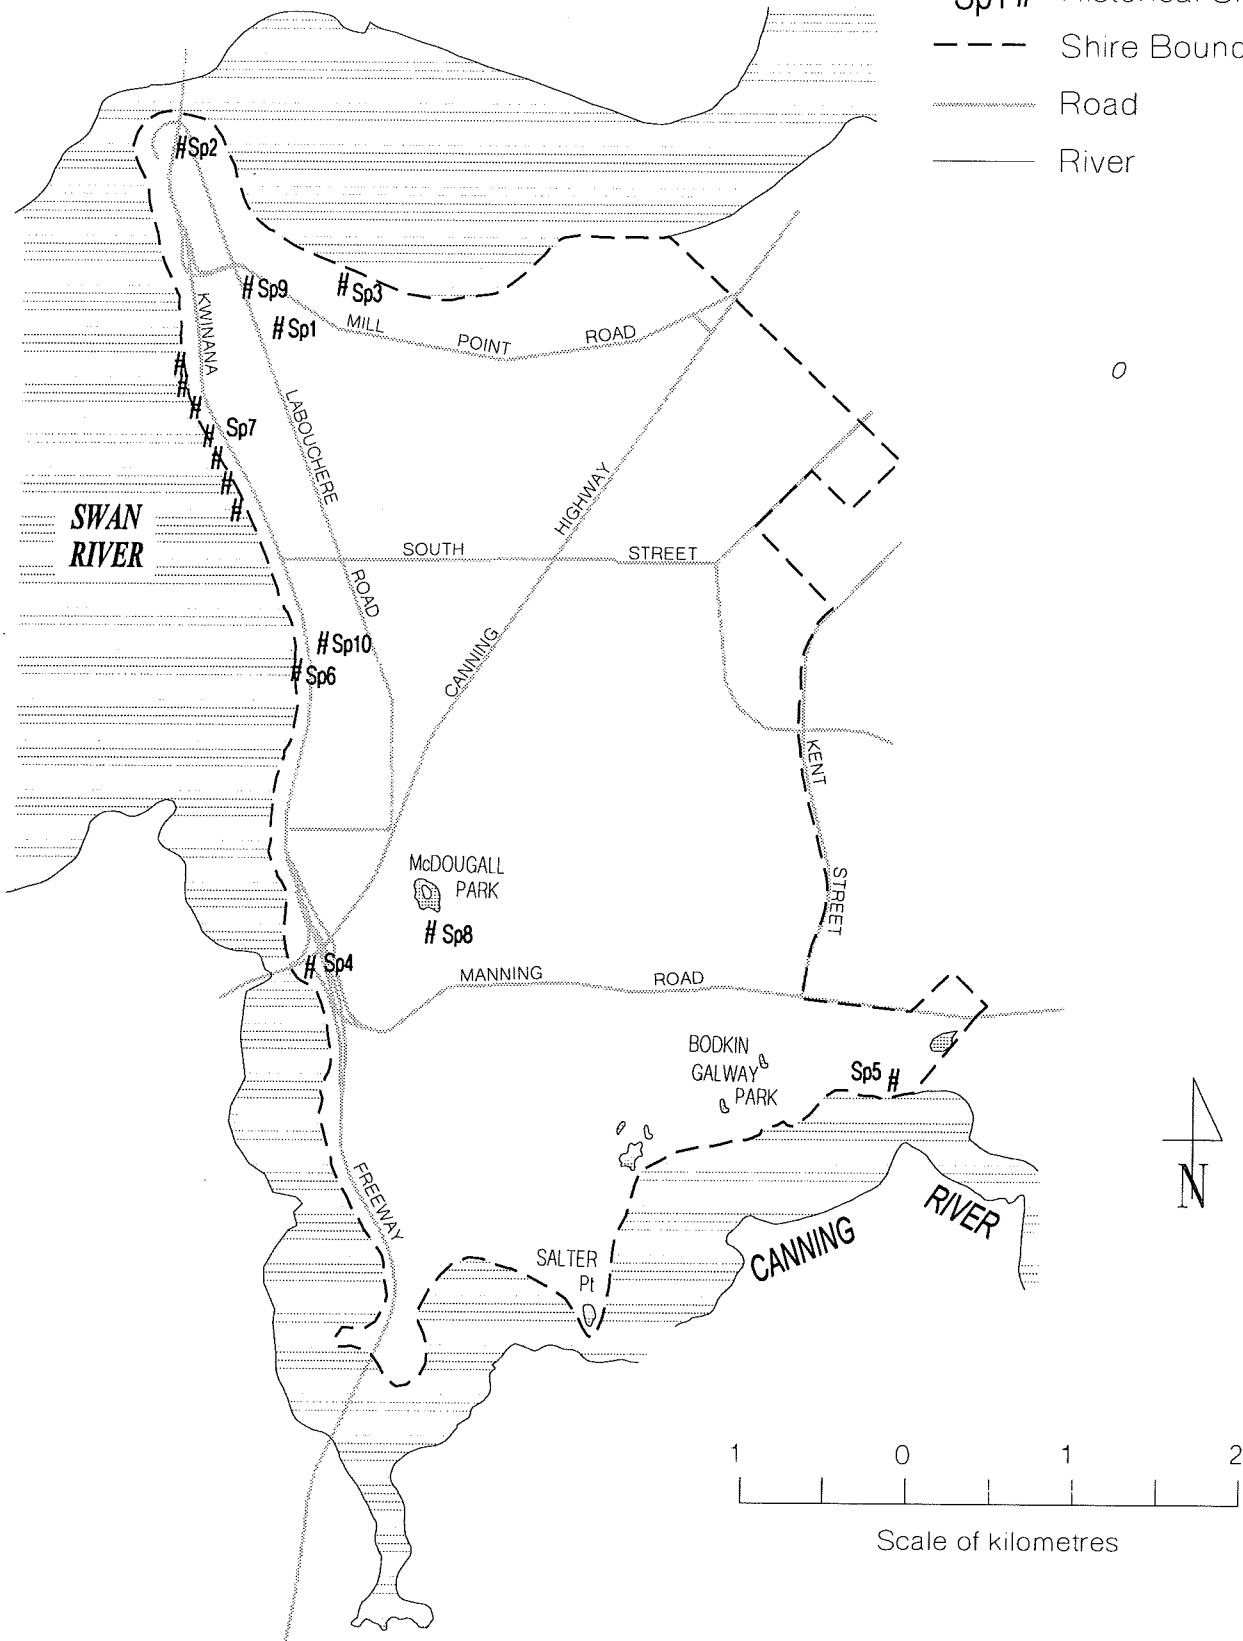 Sp1 #
Shire Bound
Road
River
# Sp2
# Sp9
# Sp3
# Sp1
KWINANA
MILL
POINT
ROAD
O
LABOUCHERE
# Sp7
#
#
#
#
#
#
HIGHWAY
SWAN
RIVER
SOUTH
STREET
ROAD
# Sp10
# Sp6
CANNING
KENT
McDOUGALL
PARK
STREET
# Sp8
# Sp4
MANNING
ROAD
BODKIN
GALWAY
PARK
Sp5 #
N
FREEWAY
RIVER
CANNING
SALTER
Pt
1 0 1 2
Scale of kilometres